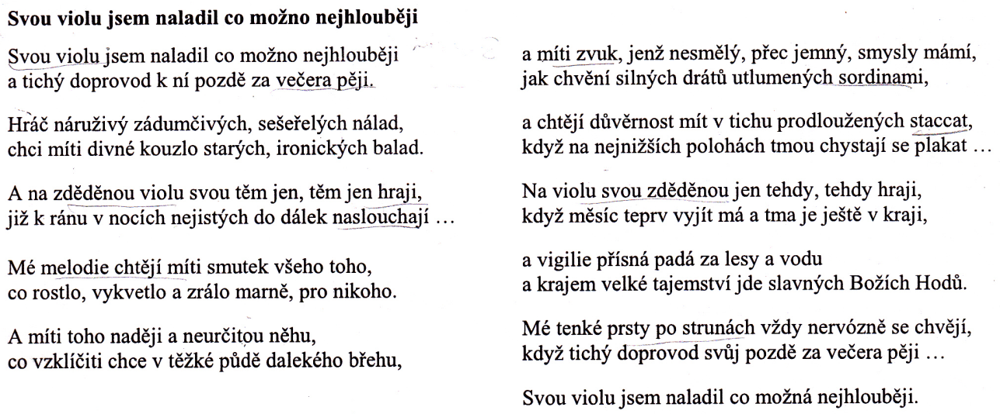 Svou violu jsem naladil co možno nejhlouběji
Svou violu jsem naladil co možno nejhlouběji
a tichý doprovod k ní pozdě za večera pěji.
Hráč náruživý zádumčivých, sešeřelých nálad,
chci míti divné kouzlo starých, ironických balad.
A na zděděnou violu svou těm jen, těm jen hraji,
již k ránu v nocích nejistých do dálek naslouchají …
Mé melodie chtějí míti smutek všeho toho,
co rostlo, vykvetlo a zrálo marně, pro nikoho.
A míti toho naději a neurčitou něhu,
co vzklíčiti chce v těžké půdě dalekého břehu,
a míti zvuk, jenž nesmělý, přec jemný, smysly mámí,
jak chvění silných drátů utlumených sordinami,
a chtějí důvěrnost mít v tichu prodloužených staccat,
když na nejnižších polohách tmou chystají se plakat …
Na violu svou zděděnou jen tehdy, tehdy hraji,
když měsíc teprv vyjít má a tma je ještě v kraji,
a vigilie přísná padá za lesy a vodu
a krajem velké tajemství jde slavných Božích Hodů.
Mé tenké prsty po strunách vždy nervózně se chvějí,
když tichý doprovod svůj pozdě za večera pěji …
Svou violu jsem naladil co možná nejhlouběji.